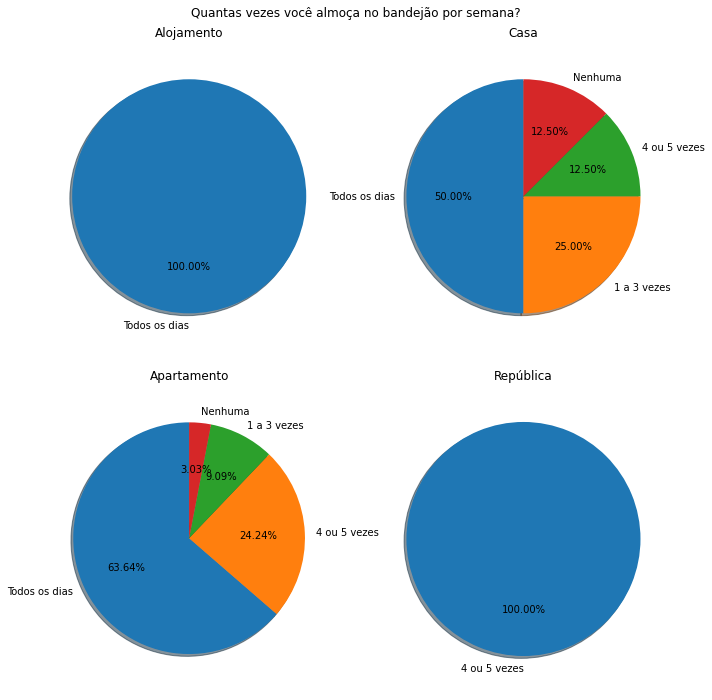 Quantas vezes você almoça no bandejão por semana?
Alojamento
100.00%
Todos os dias
Casa
Nenhuma
12.50%
4 ou 5 vezes
12.50%
Todos os dias
50.00%
25.00%
1 a 3 vezes
Apartamento
Nenhuma
1 a 3 vezes
3.03%
9.09%
4 ou 5 vezes
24.24%
63.64%
Todos os dias
República
100.00%
4 ou 5 vezes